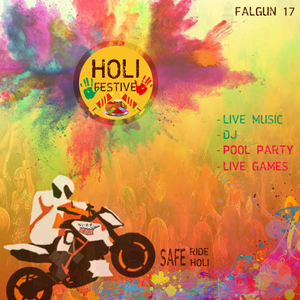 FALGUN 17
HOLI
FESTIVE
- LIVE MUSIC
- DJ
- POOL PARTY
- LIVE GAMES
SAFE RIDE
HOLI